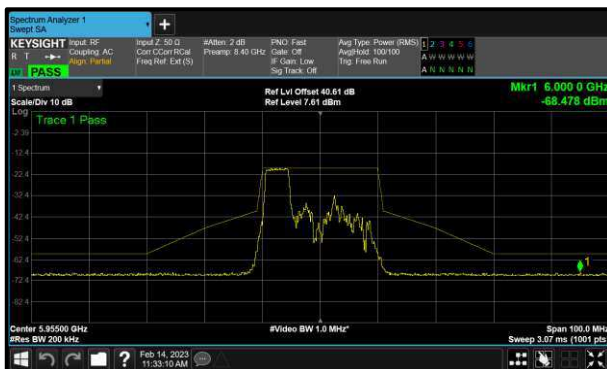 Spectrum Analyzer 1
Swept SA
KEYSIGHT
R T
PASS
Input: RF
Coupling: AC
Align: Partial
Input Z: 50 Ω
Corr CCorr RCal
Freq Ref: Ext (S)
#Atten: 2 dB
Preamp: 8.40 GHz
PNO: Fast
Gate: Off
IF Gain: Low
Sig Track: Off
Avg Type: Power (RMS)
Avg|Hold: 100/100
Trig: Free Run
1 2 3 4 5 6
A W W W W W
A N N N N N
1 Spectrum
Scale/Div 10 dB
Ref Lvl Offset 40.61 dB
Ref Level 7.61 dBm
Mkr1 6.000 0 GHz
-68.478 dBm
Log
Trace 1 Pass
-2.39
-12.4
-22.4
-32.4
-42.4
-52.4
-62.4
-72.4
-82.4
1
Center 5.95500 GHz
#Res BW 200 kHz
#Video BW 1.0 MHz*
Span 100.0 MHz
Sweep 3.07 ms (1001 pts)
?
Feb 14, 2023
11:33:10 AM